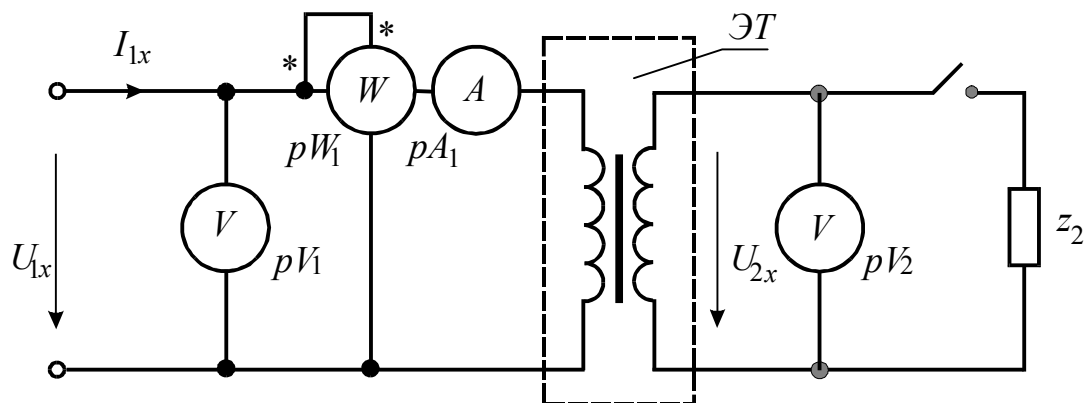 I₁ₓ
*
*
ЭТ
W
A
pW₁
pA₁
V
pV₁
U₁ₓ
U₂ₓ
V
pV₂
z₂